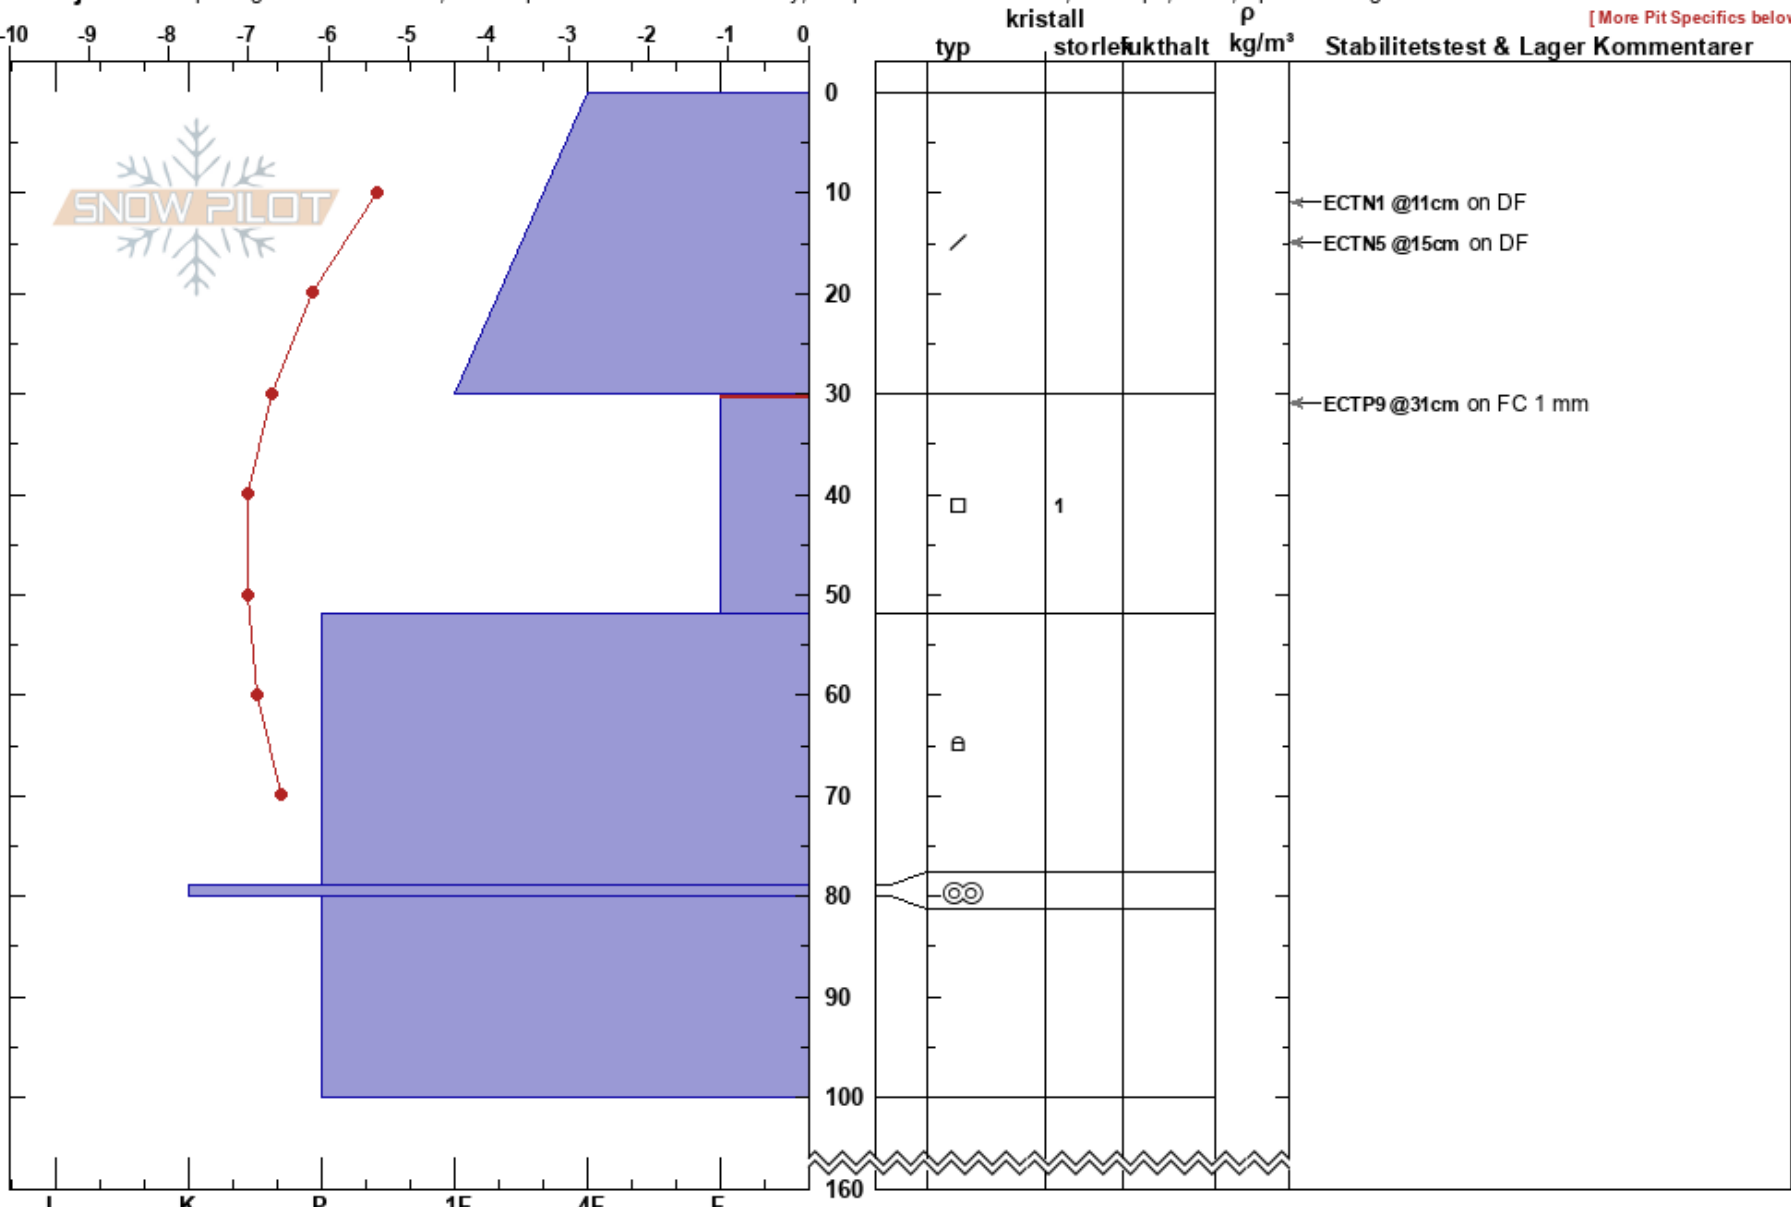 [ More Pit Specifics below
kristall ρ
-10 -9 -8 -7 -6 -5 -4 -3 -2 -1 0
typ storlek fukthalt kg/m³ Stabilitetstest & Lager Kommentarer
0
SNOW PILOT
10
ECTN1 @11cm on DF
ECTN5 @15cm on DF
20
30
ECTP9 @31cm on FC 1 mm
40
1
50
60
70
80
90
100
160
I K P 1F 4F F